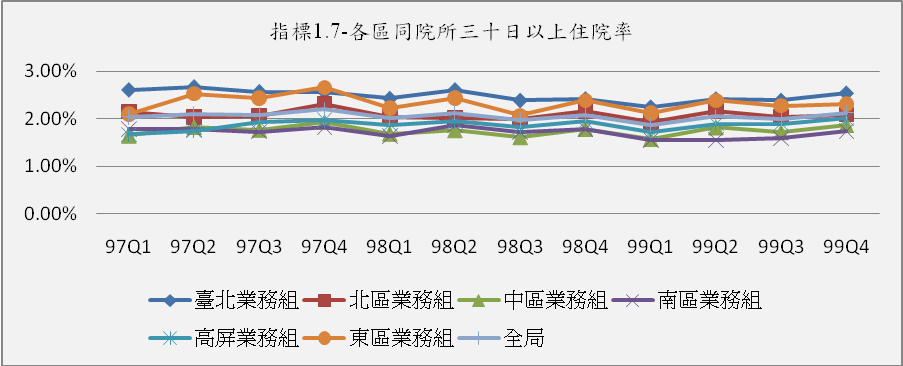 指標1.7-各區同院所三十日以上住院率
3.00%
2.00%
1.00%
0.00%
97Q1 97Q2 97Q3 97Q4 98Q1 98Q2 98Q3 98Q4 99Q1 99Q2 99Q3 99Q4
臺北業務組 北區業務組 中區業務組 南區業務組
高屏業務組 東區業務組 全局